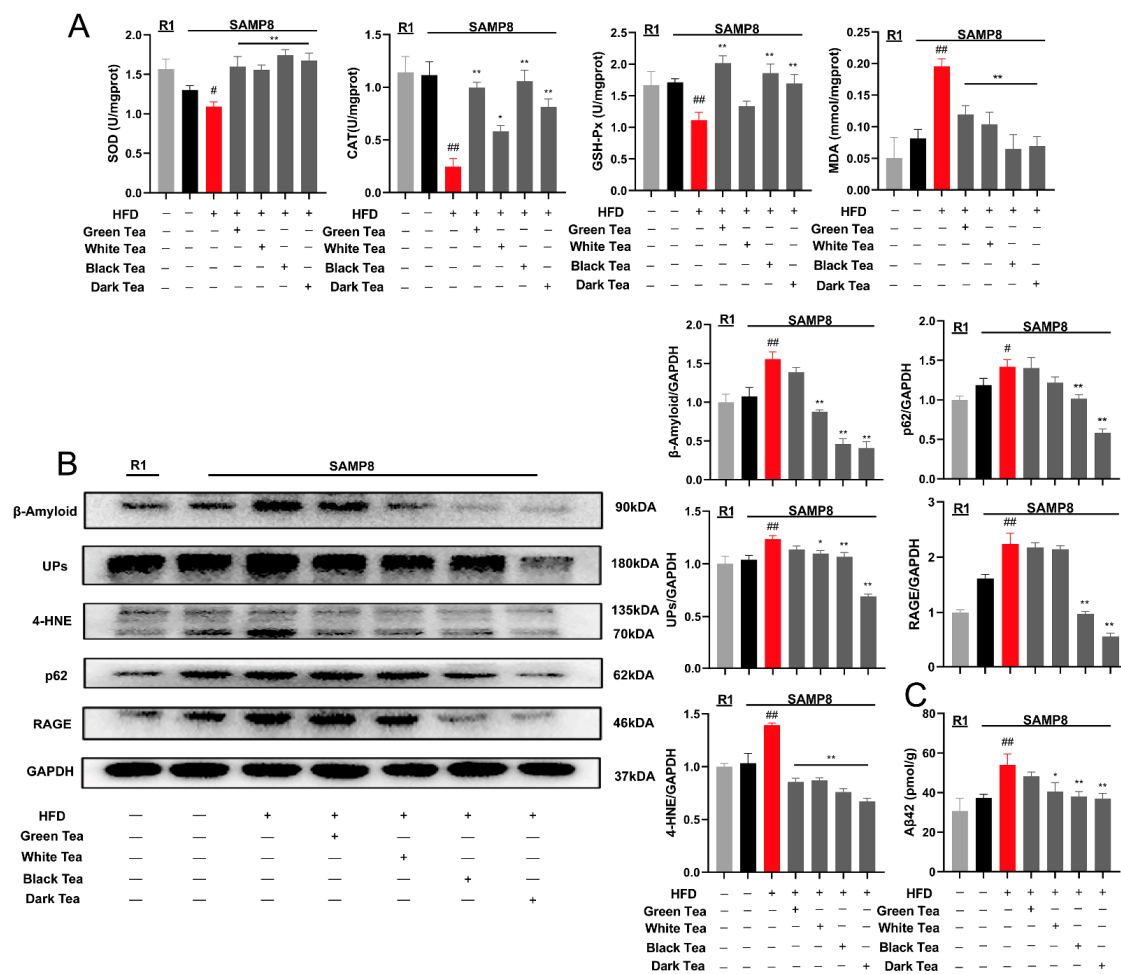 A
R1 SAMP8
**
#
SOD (U/mgprot)
2.0
1.5
1.0
0.5
0.0
HFD – – + + + + +
Green Tea – – – + – – –
White Tea – – – – + – –
Black Tea – – – – – + –
Dark Tea – – – – – – +
R1 SAMP8
## ** * ** **
CAT(U/mgprot)
1.5
1.0
0.5
0.0
HFD – – + + + + +
Green Tea – – – + – – –
White Tea – – – – + – –
Black Tea – – – – – + –
Dark Tea – – – – – – +
R1 SAMP8
## ** ** **
GSH-Px (U/mgprot)
2.5
2.0
1.5
1.0
0.5
0.0
HFD – – + + + + +
Green Tea – – – + – – –
White Tea – – – – + – –
Black Tea – – – – – + –
Dark Tea – – – – – – +
R1 SAMP8
##
**
MDA (mmol/mgprot)
0.25
0.20
0.15
0.10
0.05
0.00
HFD – – + + + + +
Green Tea – – – + – – –
White Tea – – – – + – –
Black Tea – – – – – + –
Dark Tea – – – – – – +
B
R1 SAMP8
β-Amyloid 90kDA
UPs 180kDA
4-HNE 135kDA
70kDA
p62 62kDA
RAGE 46kDA
GAPDH 37kDA
HFD — — + + + + +
Green Tea — — — + — — —
White Tea — — — — + — —
Black Tea — — — — — + —
Dark Tea — — — — — — +
R1 SAMP8
## ** ** **
β-Amyloid/GAPDH
2.0
1.5
1.0
0.5
0.0
R1 SAMP8
# ** **
p62/GAPDH
2.0
1.5
1.0
0.5
0.0
R1 SAMP8
## * ** **
UPs/GAPDH
1.5
1.0
0.5
0.0
R1 SAMP8
## ** **
RAGE/GAPDH
3
2
1
0
R1 SAMP8
##
**
4-HNE/GAPDH
1.5
1.0
0.5
0.0
HFD – – + + + + +
Green Tea – – – + – – –
White Tea – – – – + – –
Black Tea – – – – – + –
Dark Tea – – – – – – +
C
R1 SAMP8
## * ** **
Aβ42 (pmol/g)
80
60
40
20
0
HFD – – + + + + +
Green Tea – – – + – – –
White Tea – – – – + – –
Black Tea – – – – – + –
Dark Tea – – – – – – +